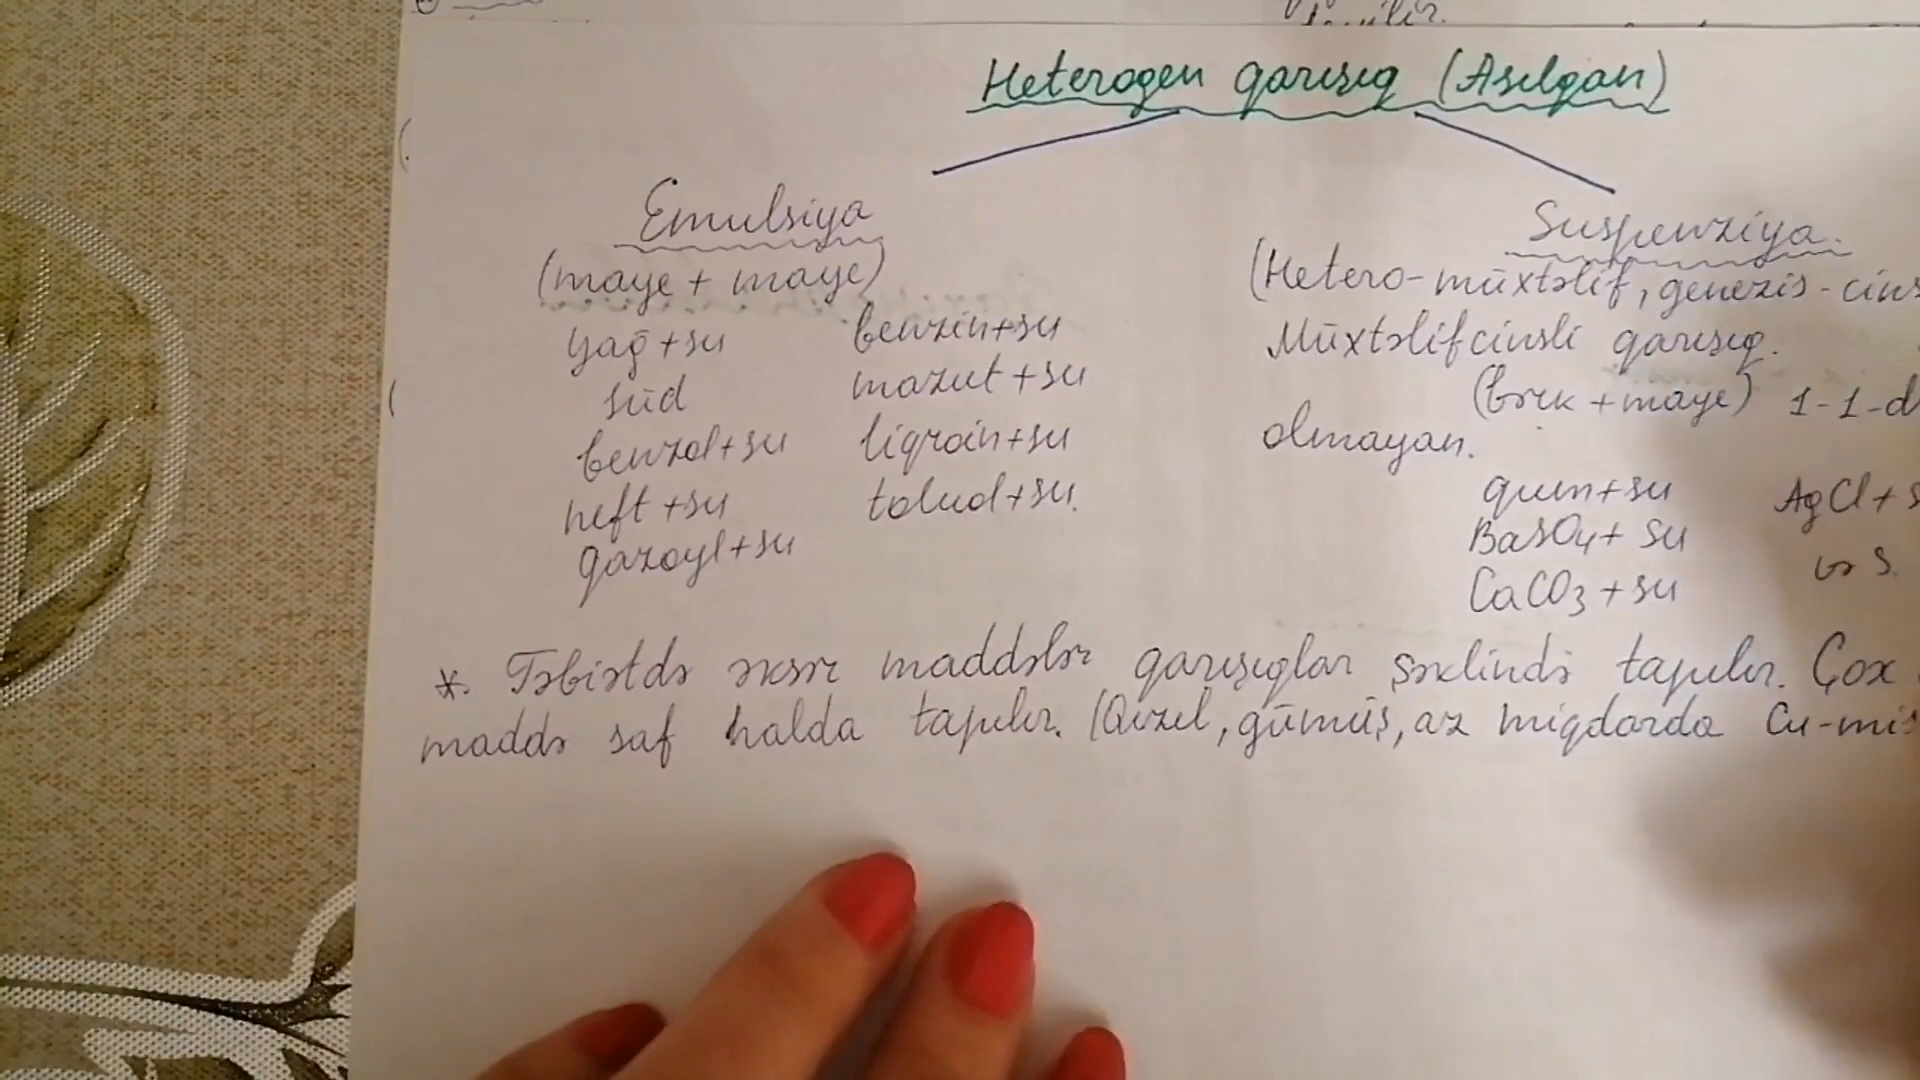 Heterogen qarışıq (Asılqan)
Emulsiya
(maye + maye)
yağ+su
süd
benzol+su
neft+su
qazoyl+su
benzin+su
mazut+su
liqroin+su
toluol+su.
Suspenziya.
(Hetero-müxtəlif, genezis-cins
Müxtəlifcinsli qarışıq.
(bərk+maye) 1-1-də
olmayan.
qum+su
BaSO₄+su
CaCO₃+su
AgCl+s
və s.
*. Təbiətdə əksər maddələr qarışıqlar şəklində tapılır. Çox
maddə saf halda tapılır. (Qızıl, gümüş, az miqdarda Cu-mis